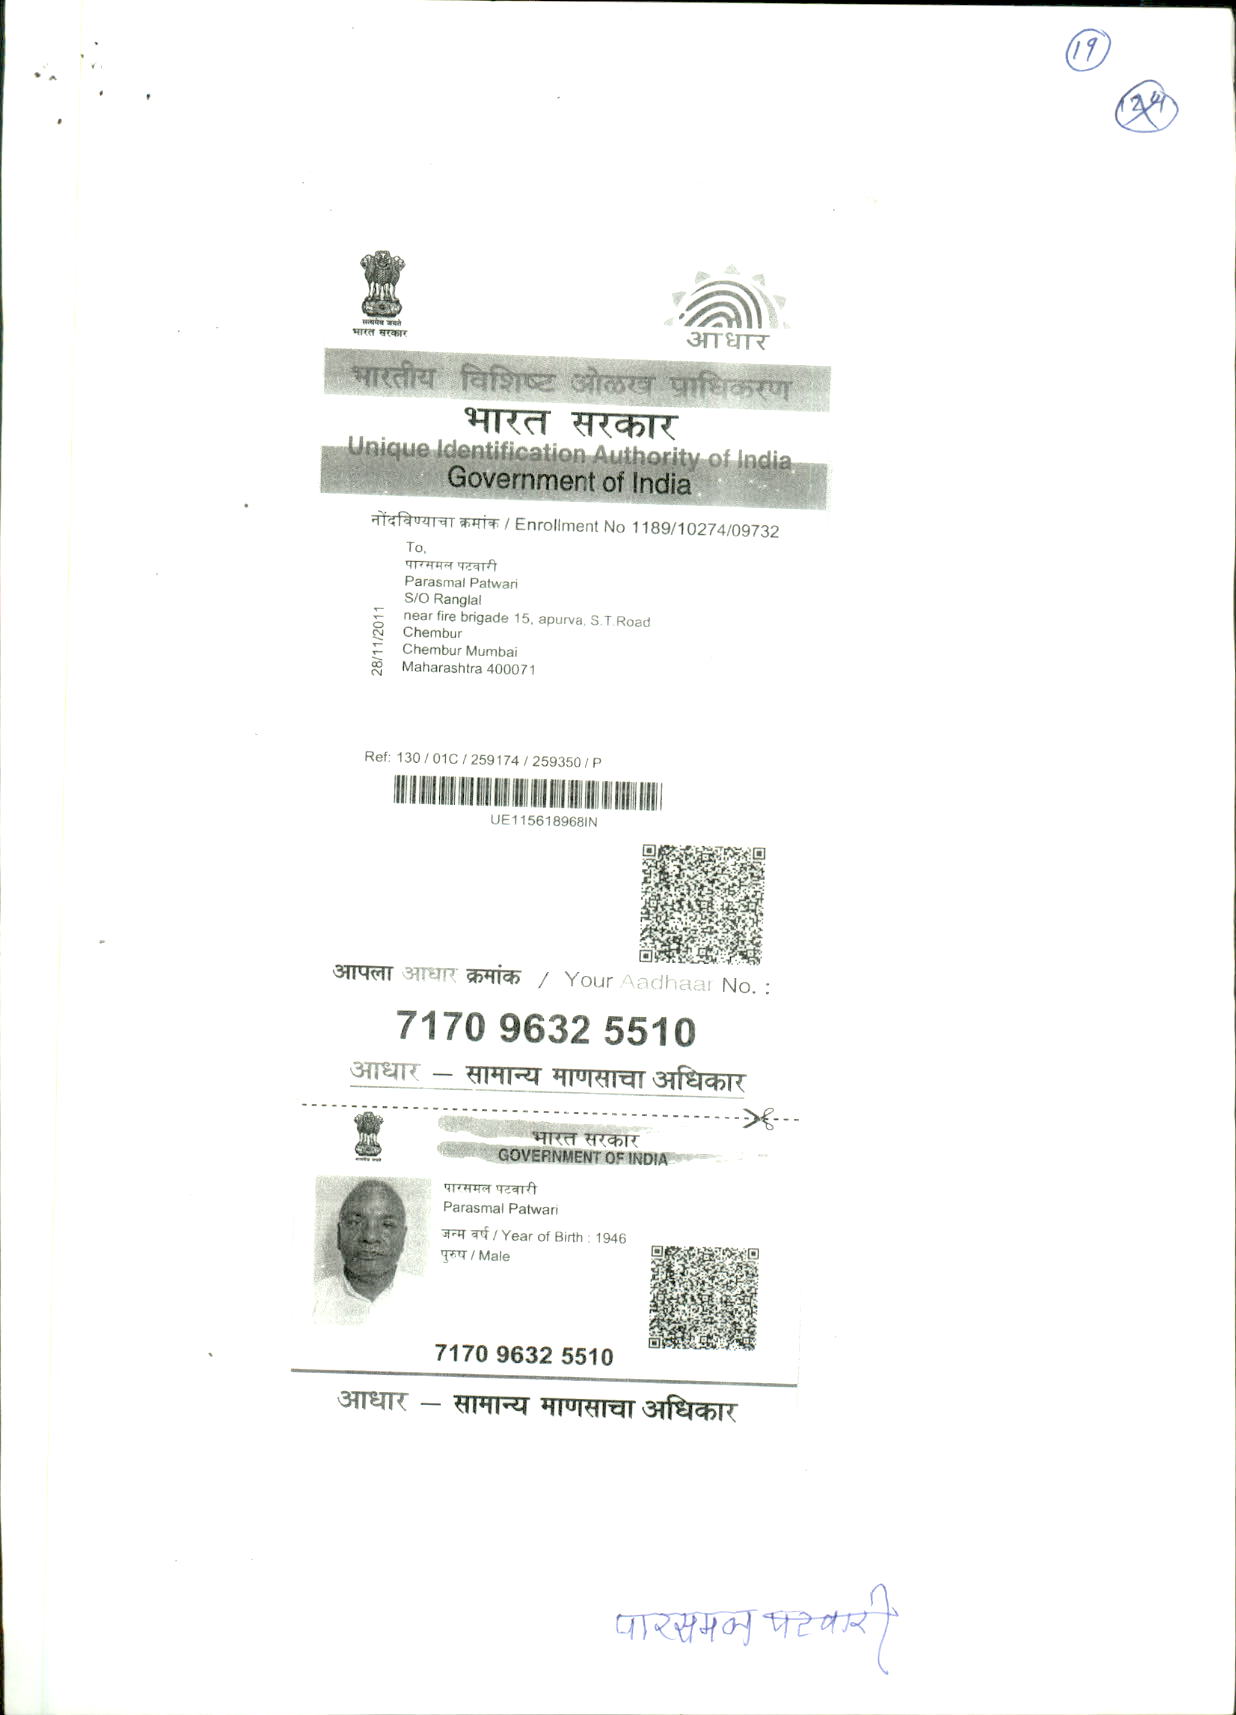 19
24
सत्यमेव जयते
भारत सरकार
आधार
भारतीय विशिष्ट ओळख प्राधिकरण
भारत सरकार
Unique Identification Authority of India
Government of India
नोंदविण्याचा क्रमांक / Enrollment No 1189/10274/09732
To,
पारसमल पटवारी
Parasmal Patwari
S/O Ranglal
near fire brigade 15, apurva, S.T.Road
Chembur
Chembur Mumbai
Maharashtra 400071
28/11/2011
Ref: 130 / 01C / 259174 / 259350 / P
UE115618968IN
आपला आधार क्रमांक / Your Aadhaar No. :
7170 9632 5510
आधार – सामान्य माणसाचा अधिकार
भारत सरकार
GOVERNMENT OF INDIA
पारसमल पटवारी
Parasmal Patwari
जन्म वर्ष / Year of Birth : 1946
पुरुष / Male
7170 9632 5510
आधार – सामान्य माणसाचा अधिकार
पारसमल पटवारी